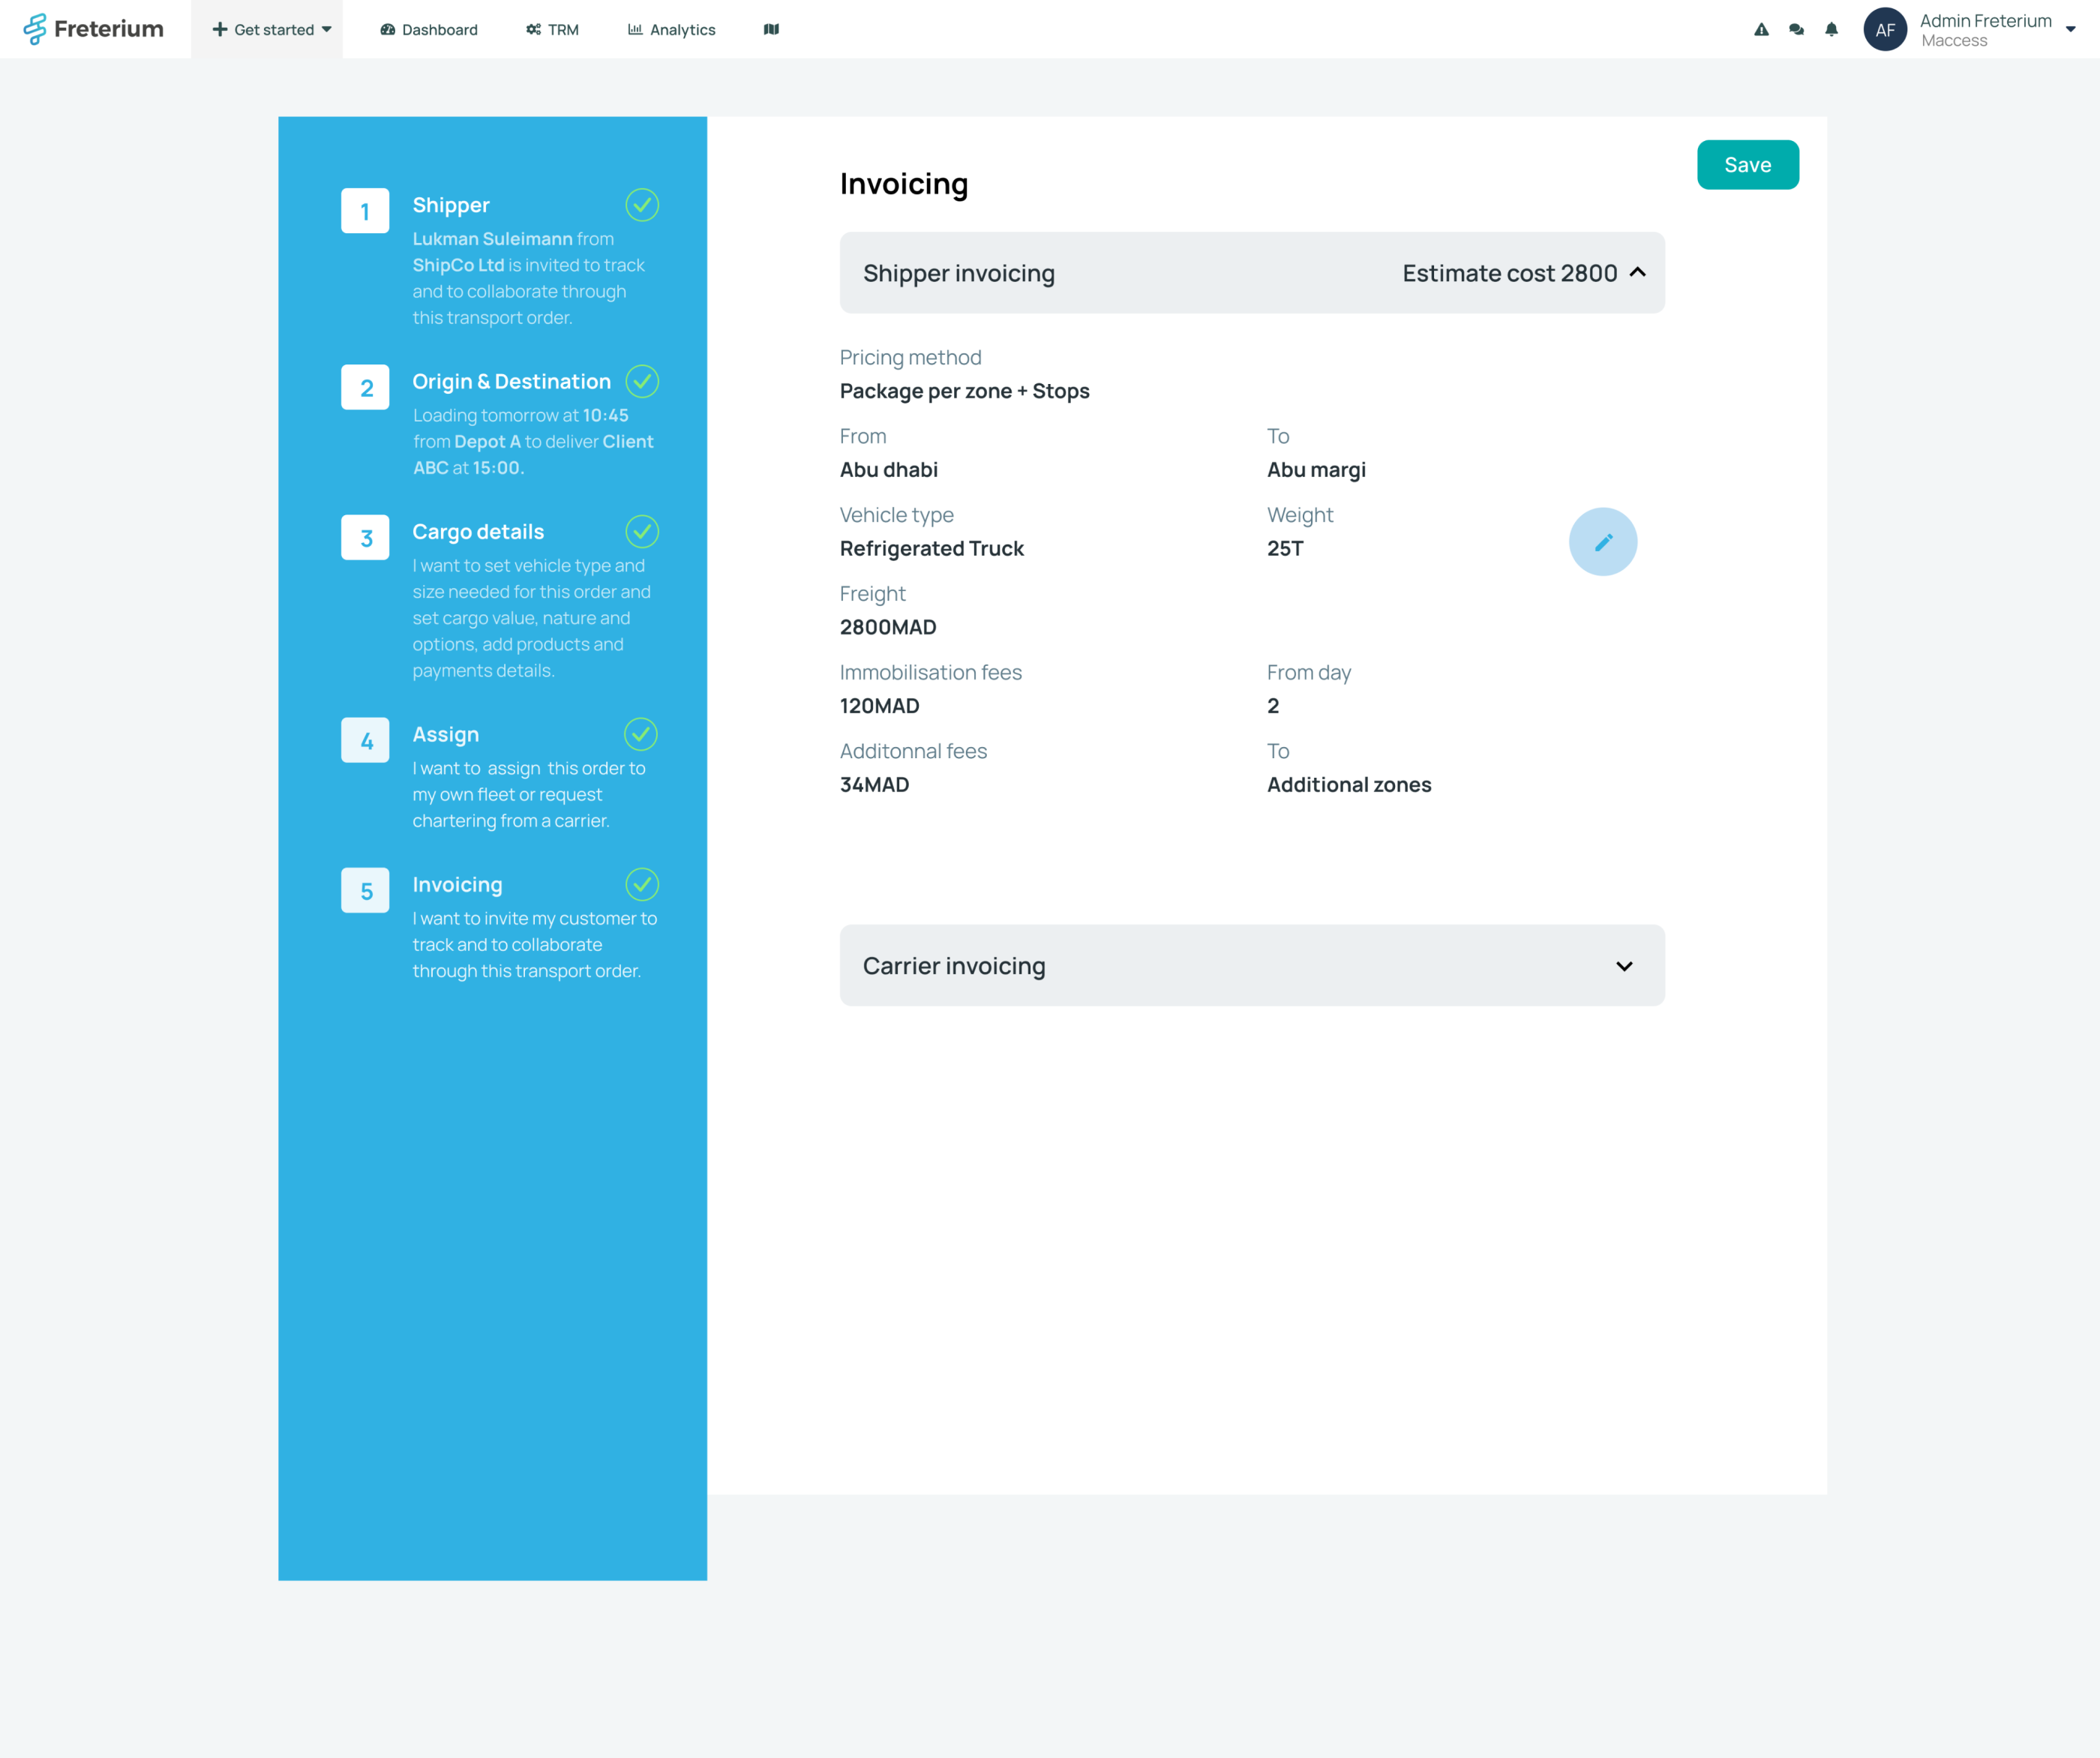 Freterium
Get started
Dashboard
TRM
Analytics
AF
Admin Freterium
Maccess
1
Shipper
Lukman Suleimann from
ShipCo Ltd is invited to track
and to collaborate through
this transport order.
2
Origin & Destination
Loading tomorrow at 10:45
from Depot A to deliver Client
ABC at 15:00.
3
Cargo details
I want to set vehicle type and
size needed for this order and
set cargo value, nature and
options, add products and
payments details.
4
Assign
I want to assign this order to
my own fleet or request
chartering from a carrier.
5
Invoicing
I want to invite my customer to
track and to collaborate
through this transport order.
Save
Invoicing
Shipper invoicing
Estimate cost 2800
Pricing method
Package per zone + Stops
From
To
Abu dhabi
Abu margi
Vehicle type
Weight
Refrigerated Truck
25T
Freight
2800MAD
Immobilisation fees
From day
120MAD
2
Additonnal fees
To
34MAD
Additional zones
Carrier invoicing